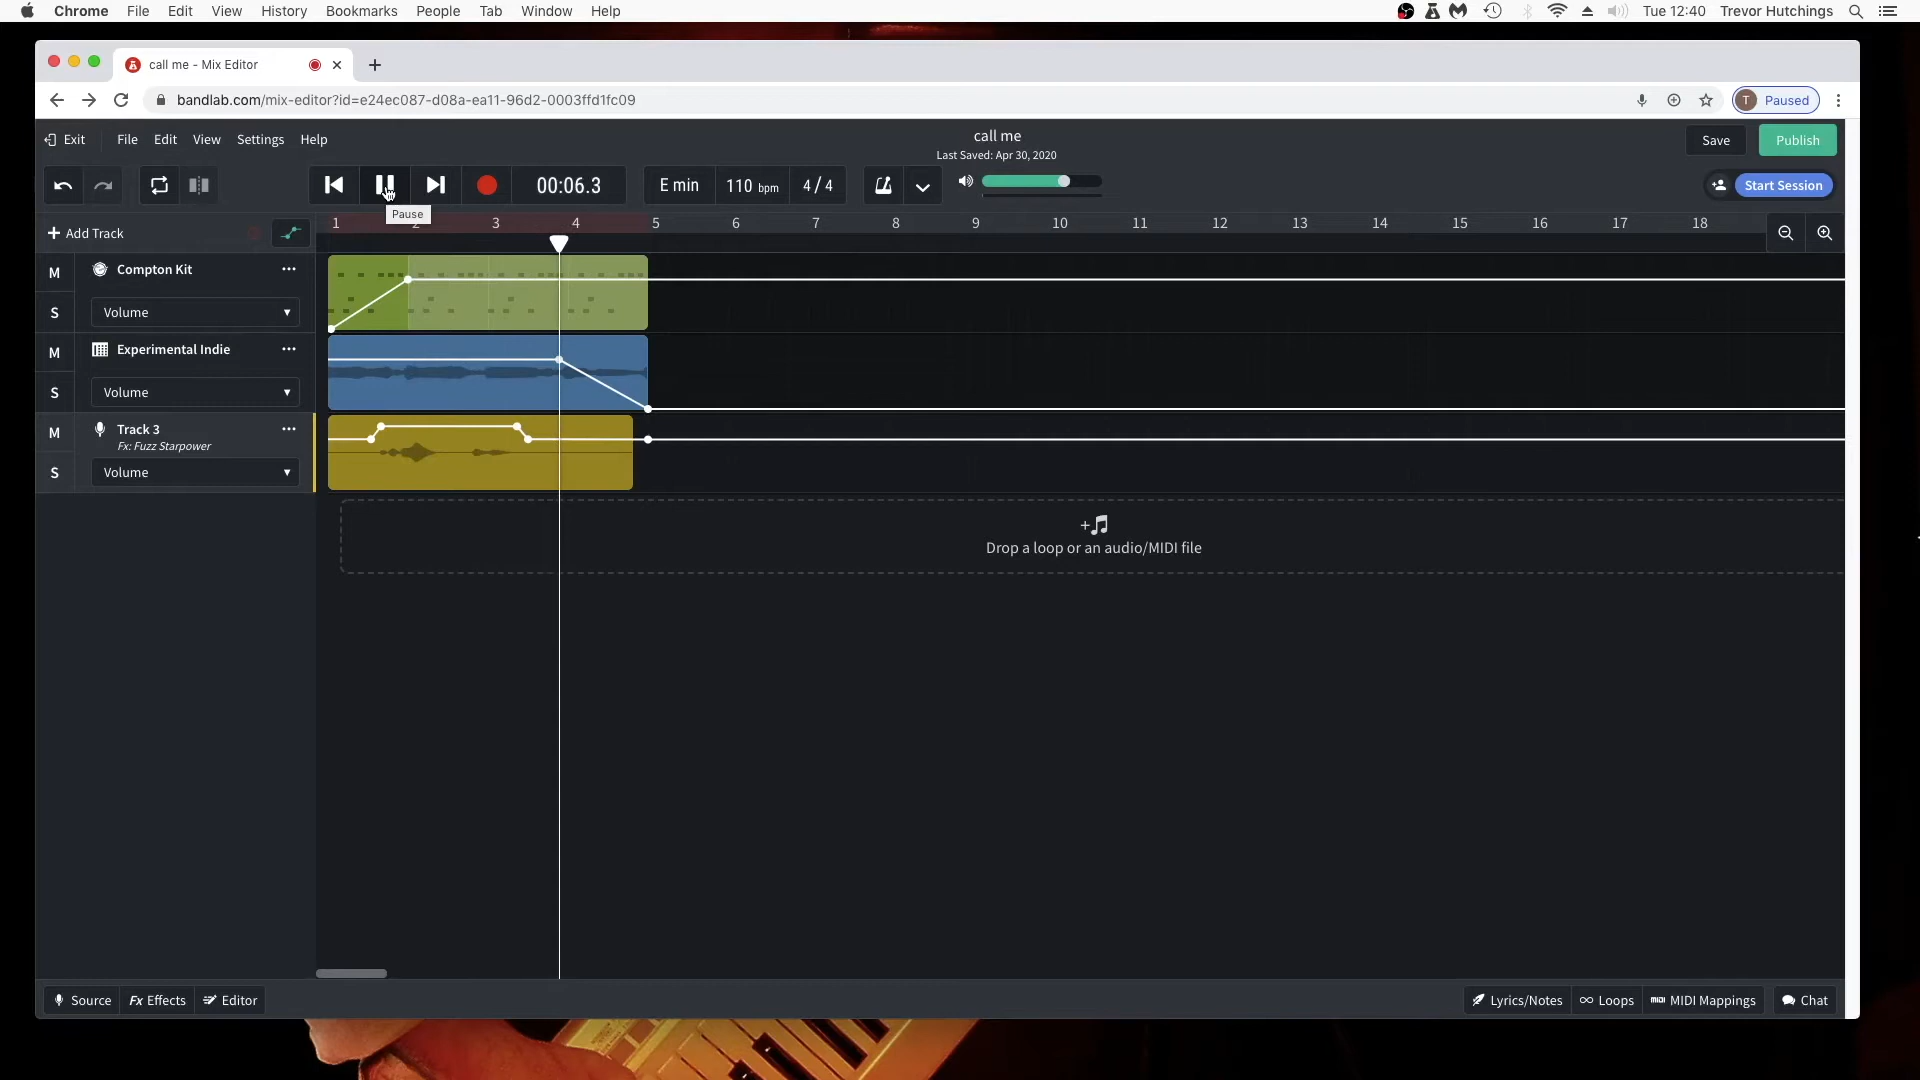 Chrome File Edit View History Bookmarks People Tab Window Help Tue 12:40 Trevor Hutchings
call me - Mix Editor
bandlab.com/mix-editor?id=e24ec087-d08a-ea11-96d2-0003ffd1fc09 T Paused
Exit File Edit View Settings Help call me Save Publish
Last Saved: Apr 30, 2020
00:06.3 E min 110 bpm 4/4 Start Session
Pause
+ Add Track 1 2 3 4 5 6 7 8 9 10 11 12 13 14 15 16 17 18
M Compton Kit
S Volume
M Experimental Indie
S Volume
M Track 3
Fx: Fuzz Starpower
S Volume
Drop a loop or an audio/MIDI file
Source Fx Effects Editor Lyrics/Notes Loops MIDI MIDI Mappings Chat